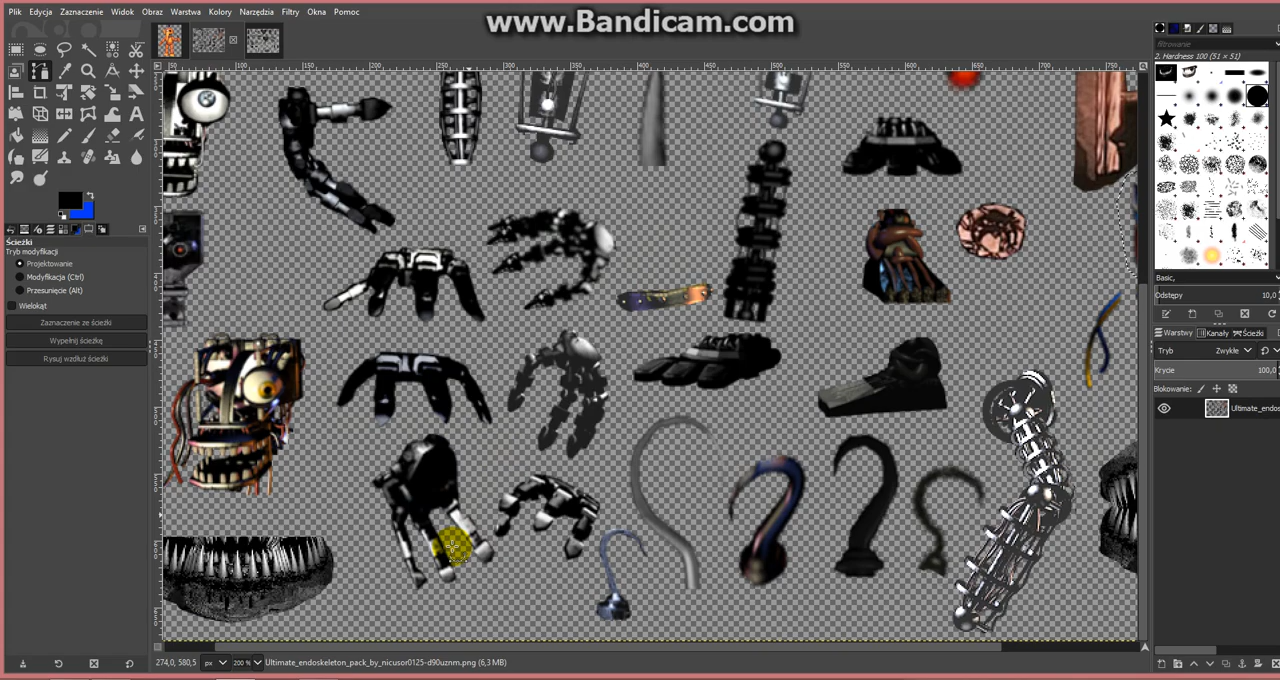 www.Bandicam.com
Plik Edycja Zaznaczenie Widok Obraz Warstwa Kolory Narzędzia Filtry Okna Pomoc
filtrowanie
2. Hardness 100 (51 × 51)
Ścieżki
Tryb modyfikacji
Projektowanie
Modyfikacja (Ctrl)
Przesunięcie (Alt)
Wielokąt
Zaznaczenie ze ścieżki
Wypełnij ścieżkę
Rysuj wzdłuż ścieżki
Basic,
Odstępy 10,0
Warstwy Kanały Ścieżki
Tryb Zwykłe
Krycie 100,0
Blokowanie:
Ultimate_endos
274,0, 580,5 px 200 % Ultimate_endoskeleton_pack_by_nicusor0125-d90uznm.png (6,3 MB)